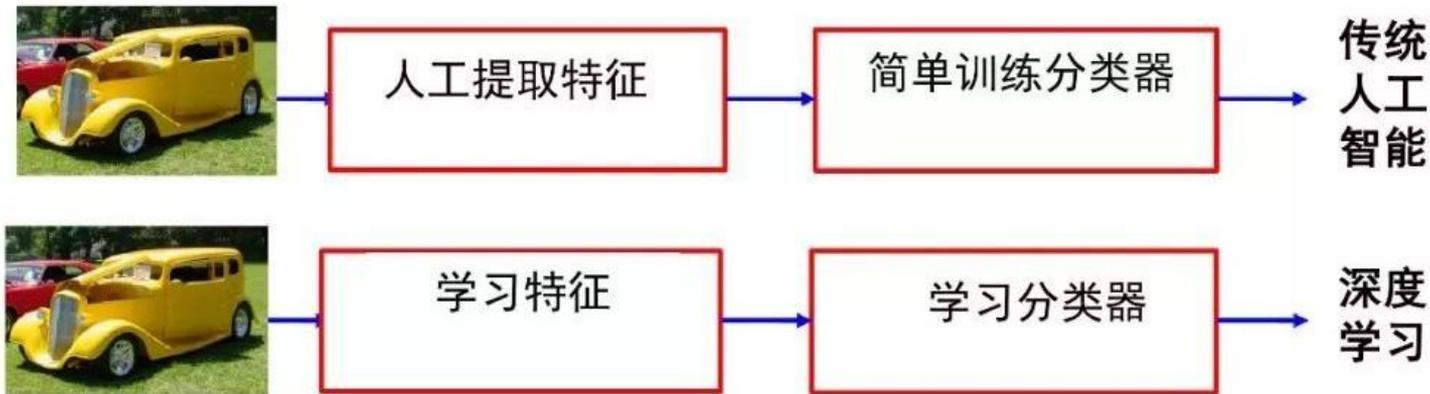 人工提取特征
简单训练分类器
传统
人工
智能
学习特征
学习分类器
深度
学习